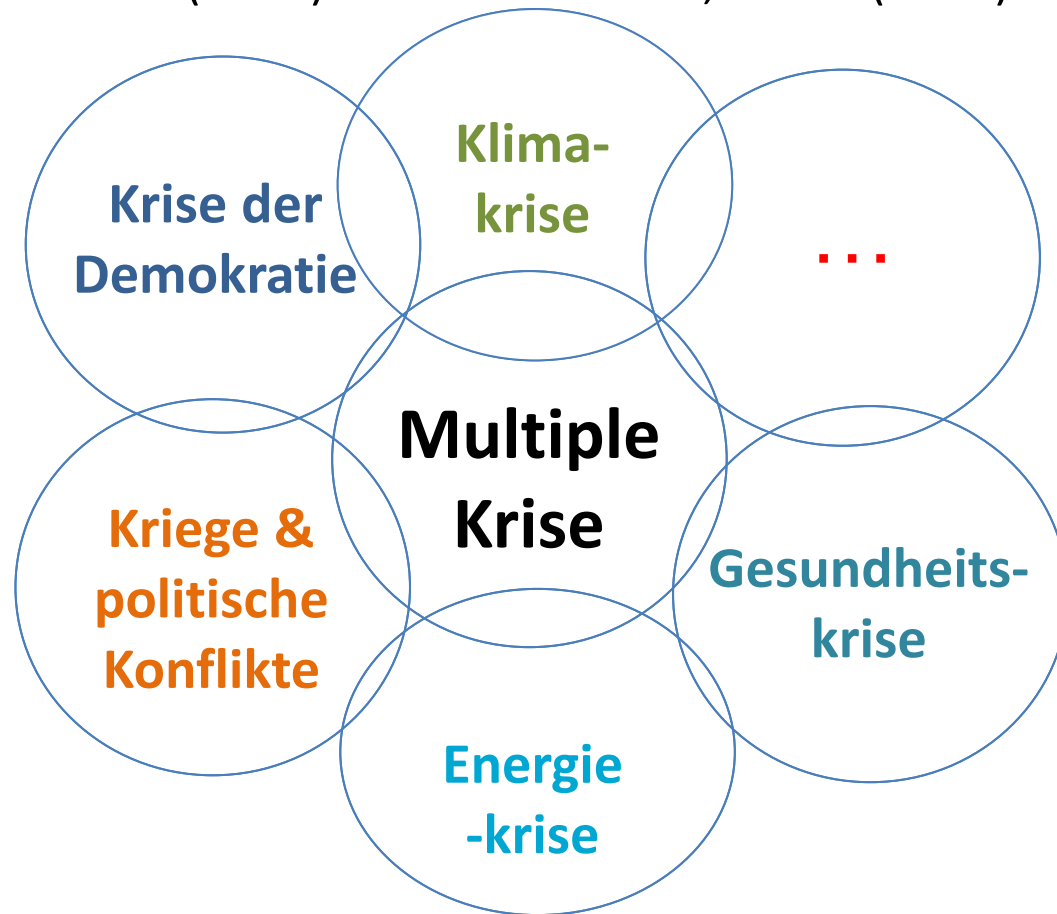 Klima-
krise
Krise der
Demokratie
...
Multiple
Krise
Kriege &
politische
Konflikte
Gesundheits-
krise
Energie
-krise